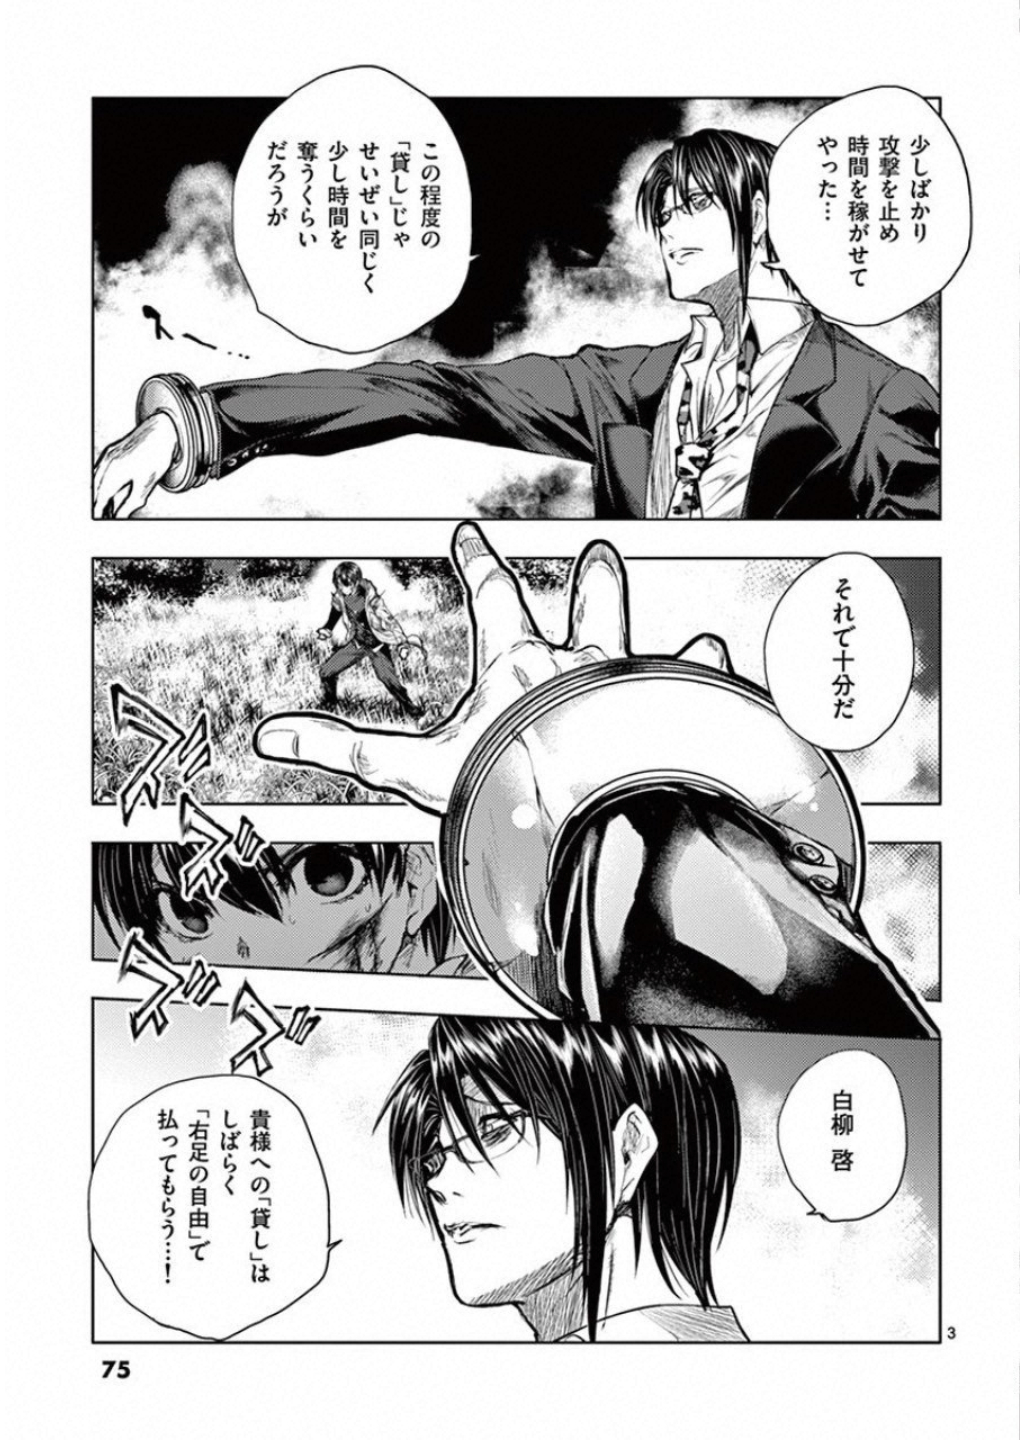 少しばかり
攻撃を止め
時間を稼がせて
やった…
この程度の
「貸し」じゃ
せいぜい同じく
少し時間を
奪うくらい
だろうが
スー
それで十分だ
ズズズ
ズズズ
白柳 啓
貴様への「貸し」は
しばらく
「右足の自由」で
払ってもらう…!
3
75